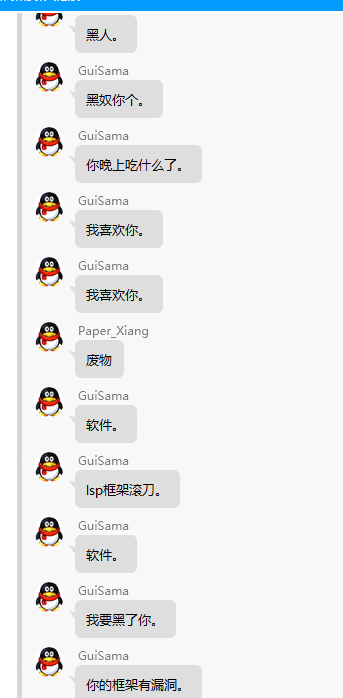 黑人。
GuiSama
黑奴你个。
GuiSama
你晚上吃什么了。
GuiSama
我喜欢你。
GuiSama
我喜欢你。
Paper_Xiang
废物
GuiSama
软件。
GuiSama
lsp框架滚刀。
GuiSama
软件。
GuiSama
我要黑了你。
GuiSama
你的框架有漏洞。